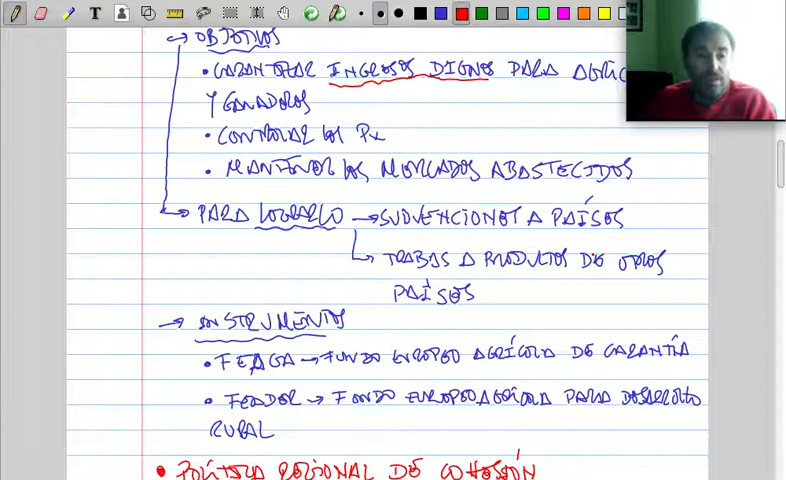 → OBJETIVOS
• GARANTIZAR INGRESOS DIGNOS PARA AGRIC
Y GANADEROS
• CONTROLAR LOS Px
• MANTENER LOS MERCADOS ABASTECIDOS
→ PARA LOGRARLO → SUBVENCIONES A PAÍSES
→ TRABAS A PRODUCTOS DE OTROS
PAÍSES
→ INSTRUMENTOS
• FEAGA → FUNDO EUROPEO AGRÍCOLA DE GARANTÍA
• FEADER → FONDO EUROPEO AGRÍCOLA PARA DESARROLLO
RURAL
• POLÍTICA REGIONAL DE COHESIÓN